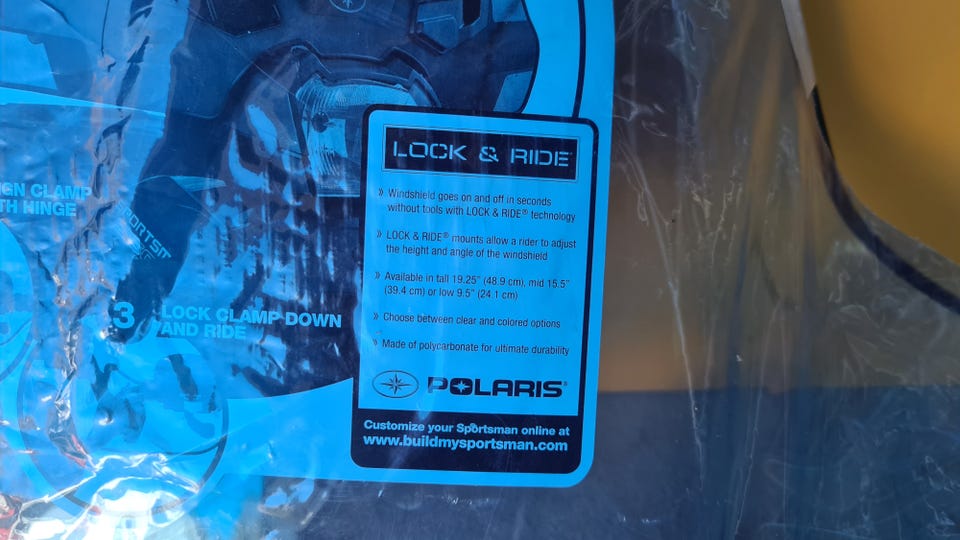 LOCK & RIDE
» Windshield goes on and off in seconds
without tools with LOCK & RIDE® technology
» LOCK & RIDE® mounts allow a rider to adjust
the height and angle of the windshield
» Available in tall 19.25" (48.9 cm), mid 15.5"
(39.4 cm) or low 9.5" (24.1 cm)
» Choose between clear and colored options
» Made of polycarbonate for ultimate durability
POLARIS®
Customize your Sportsman online at
www.buildmysportsman.com
GN CLAMP
TH HINGE
3 LOCK CLAMP DOWN
AND RIDE